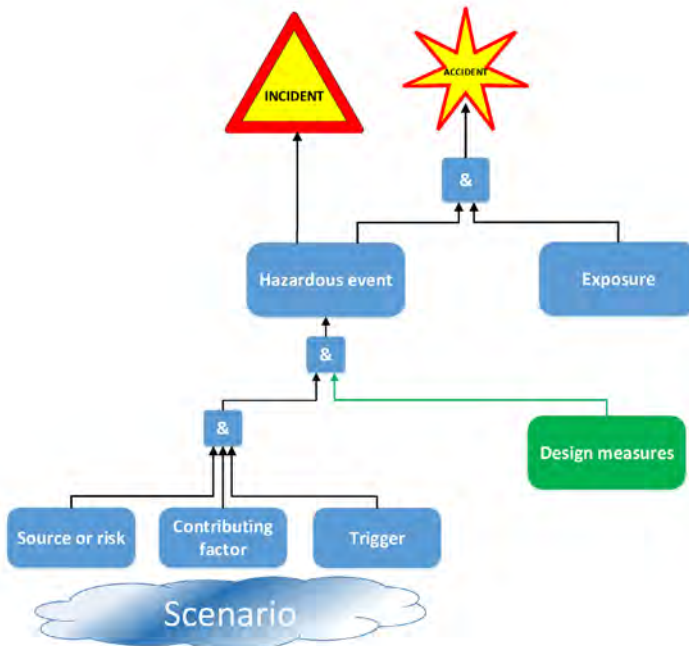 INCIDENT
ACCIDENT
&
Hazardous event
Exposure
&
&
Design measures
Source or risk
Contributing
factor
Trigger
Scenario